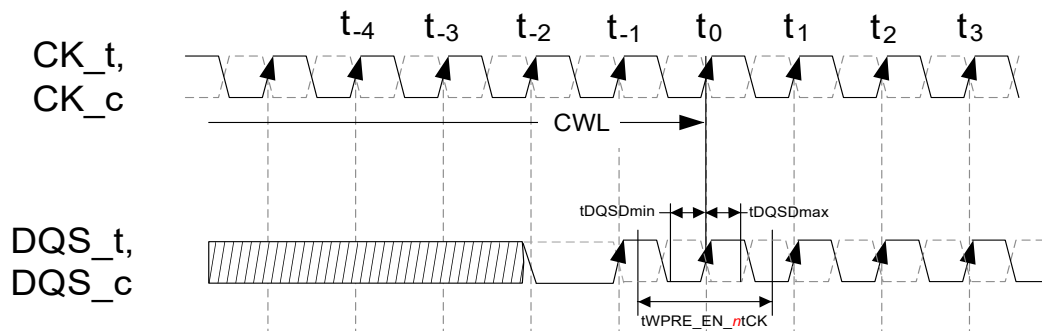 t-4 t-3 t-2 t-1 t0 t1 t2 t3
CK_t,
CK_c
CWL
tDQSDmin tDQSDmax
DQS_t,
DQS_c
tWPRE_EN_ntCK